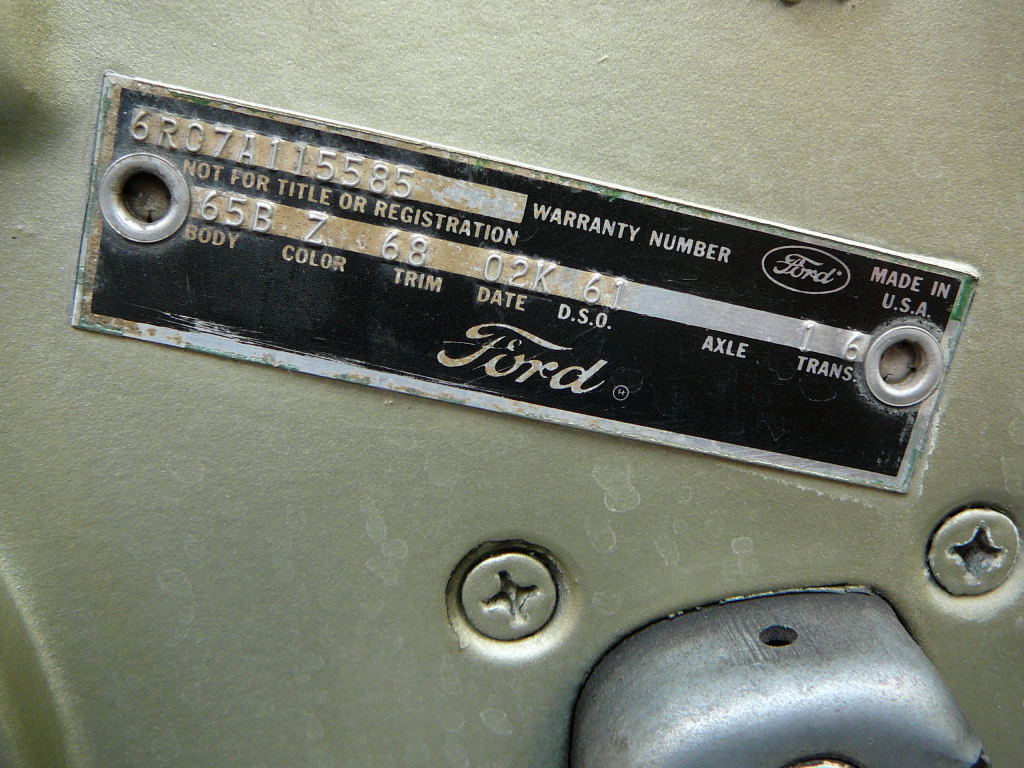 6R07A115585
NOT FOR TITLE OR REGISTRATION
WARRANTY NUMBER
Ford
MADE IN
U.S.A.
65B Z 68 02K 61 1 6
BODY COLOR TRIM DATE D.S.O. AXLE TRANS.
Ford